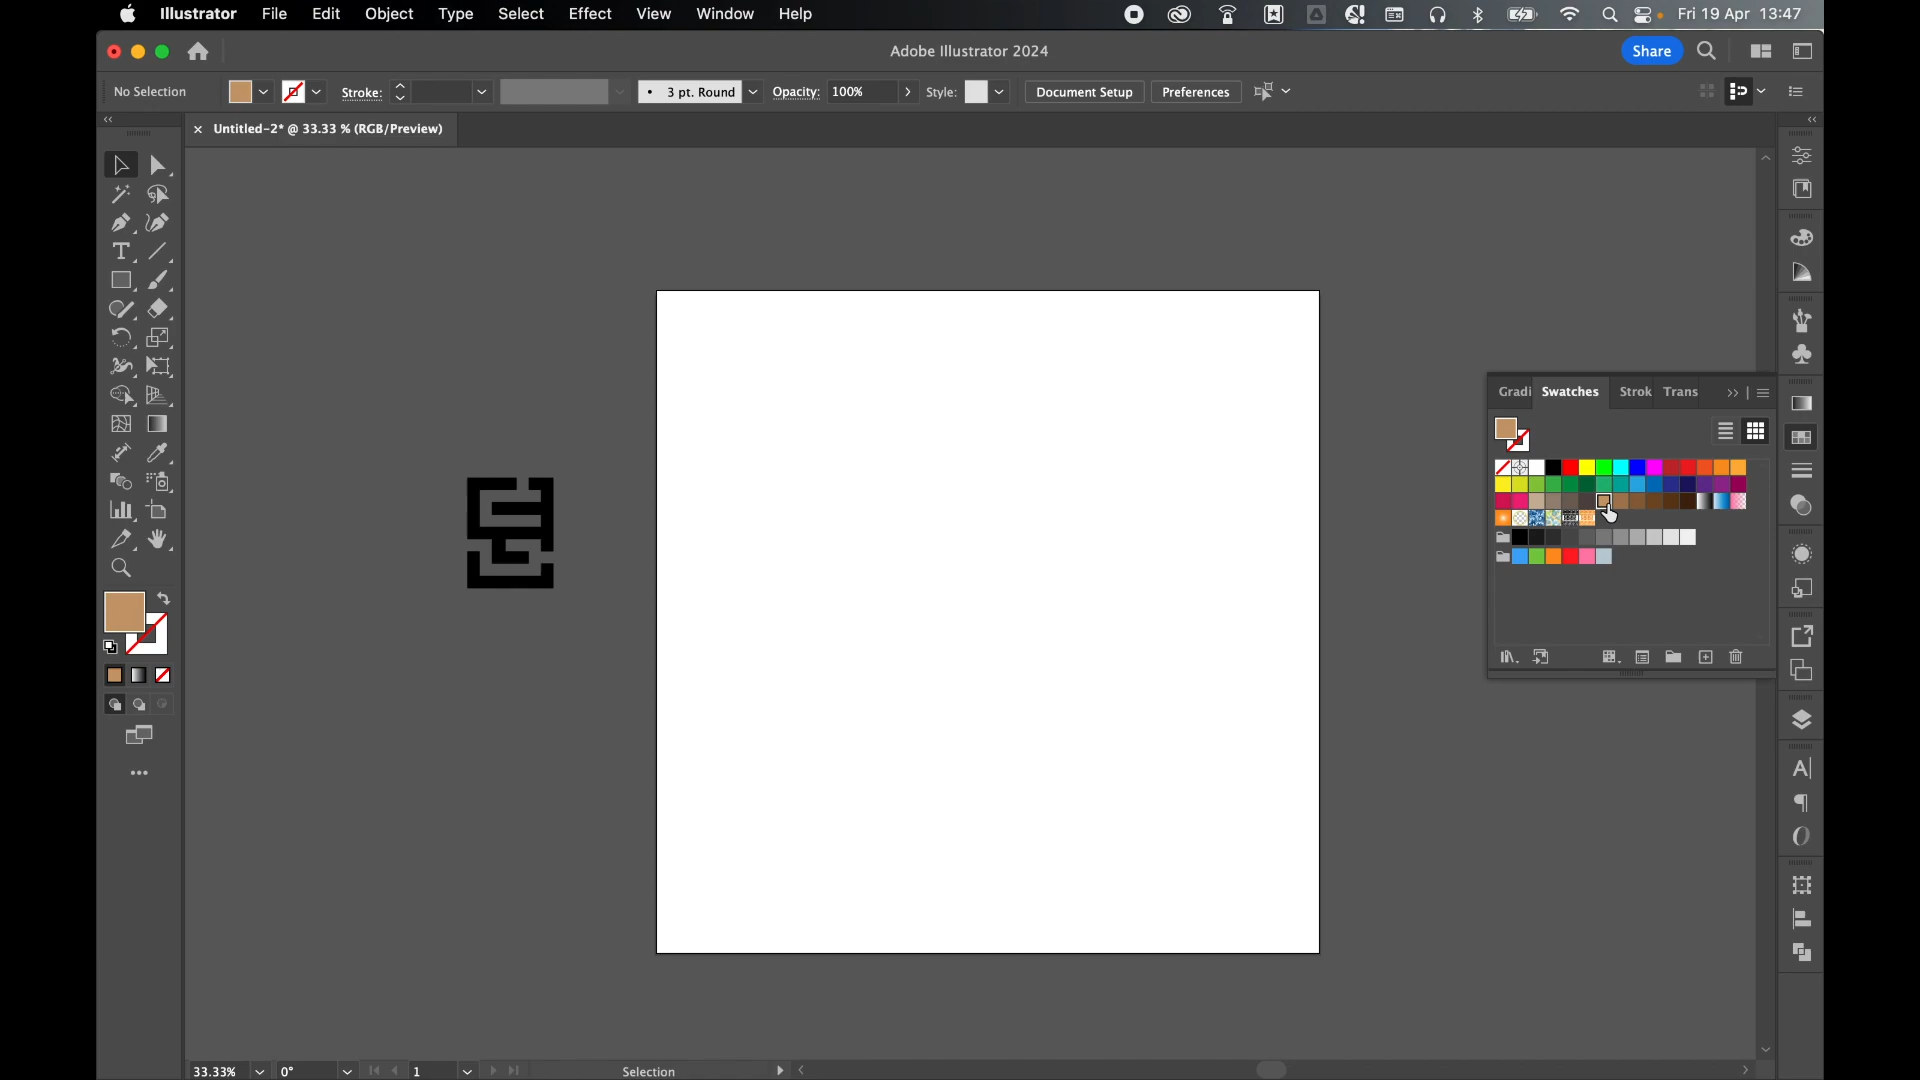 Illustrator File Edit Object Type Select Effect View Window Help Fri 19 Apr 13:47
Adobe Illustrator 2024 Share
No Selection Stroke: 3 pt. Round Opacity: 100% Style: Document Setup Preferences
× Untitled-2* @ 33.33 % (RGB/Preview)
Gradi Swatches Strok Trans
33.33% 0° 1 Selection